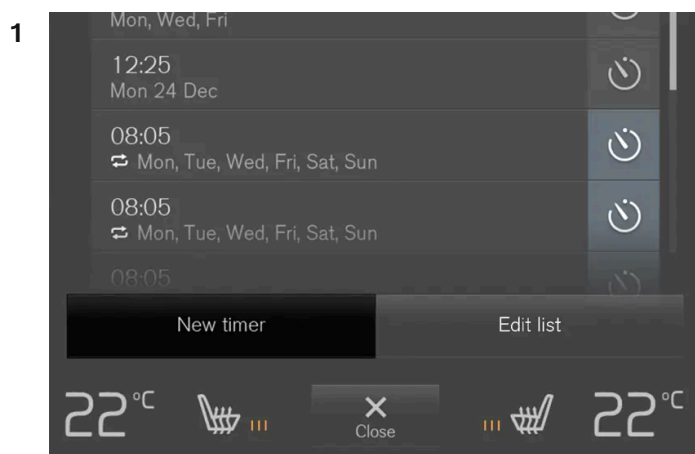 1
Mon, Wed, Fri
12:25
Mon 24 Dec
08:05
Mon, Tue, Wed, Fri, Sat, Sun
08:05
Mon, Tue, Wed, Fri, Sat, Sun
08:05
New timer Edit list
22°C Close 22°C